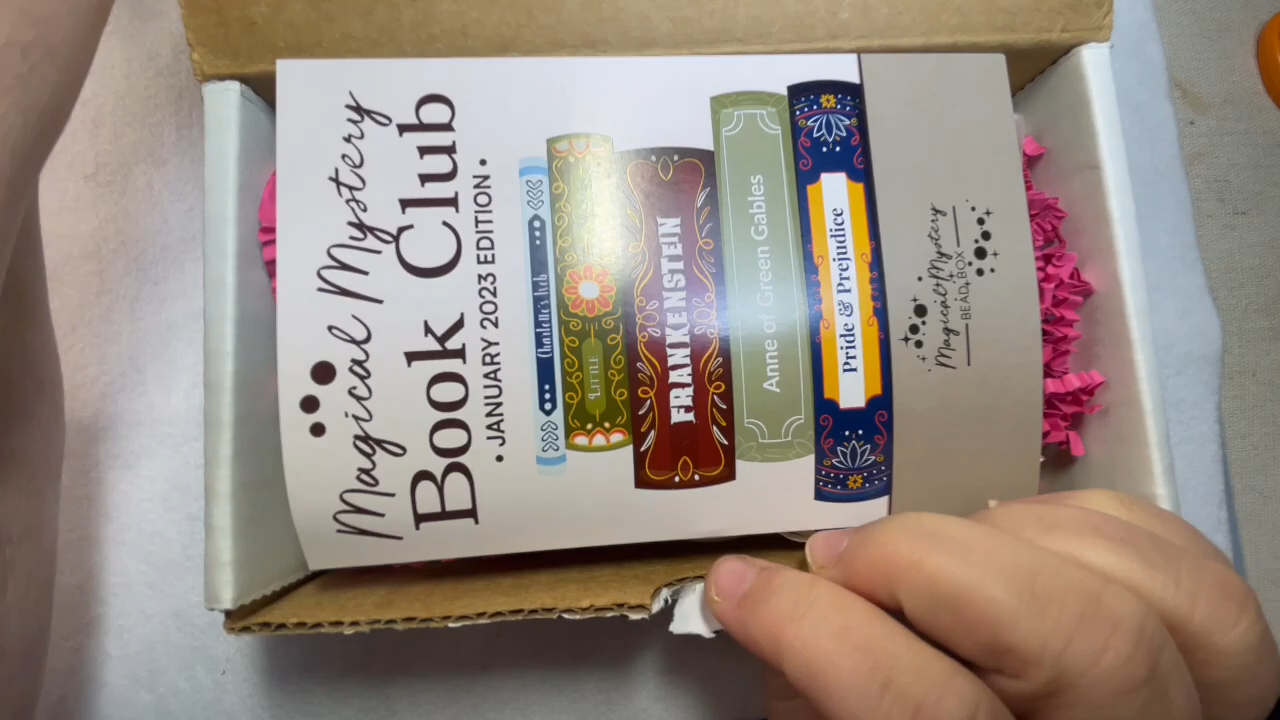 Magical Mystery
Book Club
• JANUARY 2023 EDITION •
Charlotte's Web
LITTLE
FRANKENSTEIN
Anne of Green Gables
Pride & Prejudice
Magical Mystery
BEAD BOX